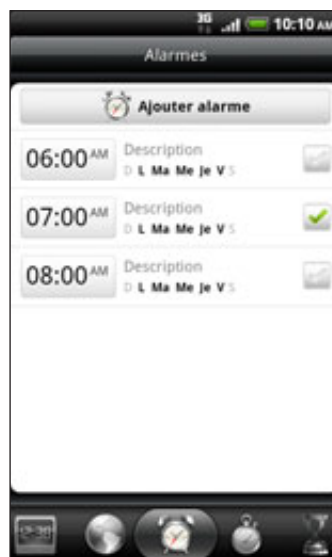 3G 10:10 AM
Alarmes
Ajouter alarme
06:00 AM Description
D L Ma Me Je V S
07:00 AM Description
D L Ma Me Je V S
08:00 AM Description
D L Ma Me Je V S